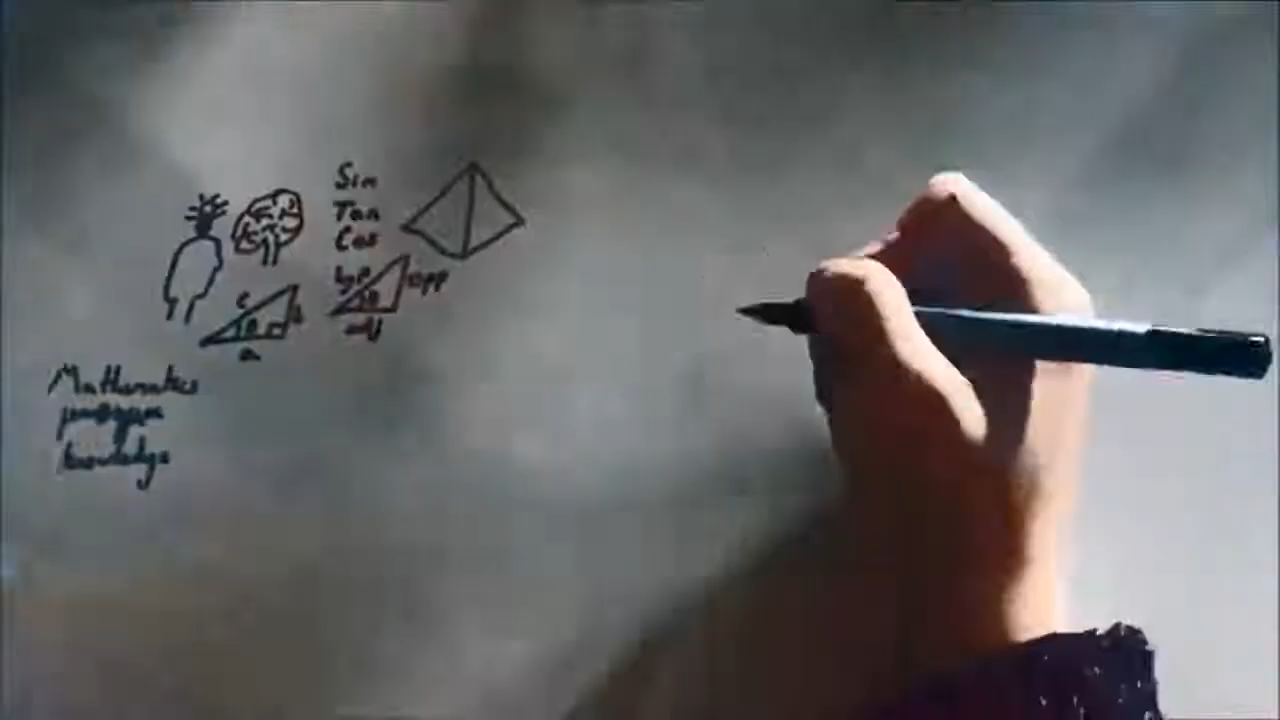 Sin
Tan
Cos
hyp
opp
θ
adj
c
b
θ
a
Mathematics
knowledge